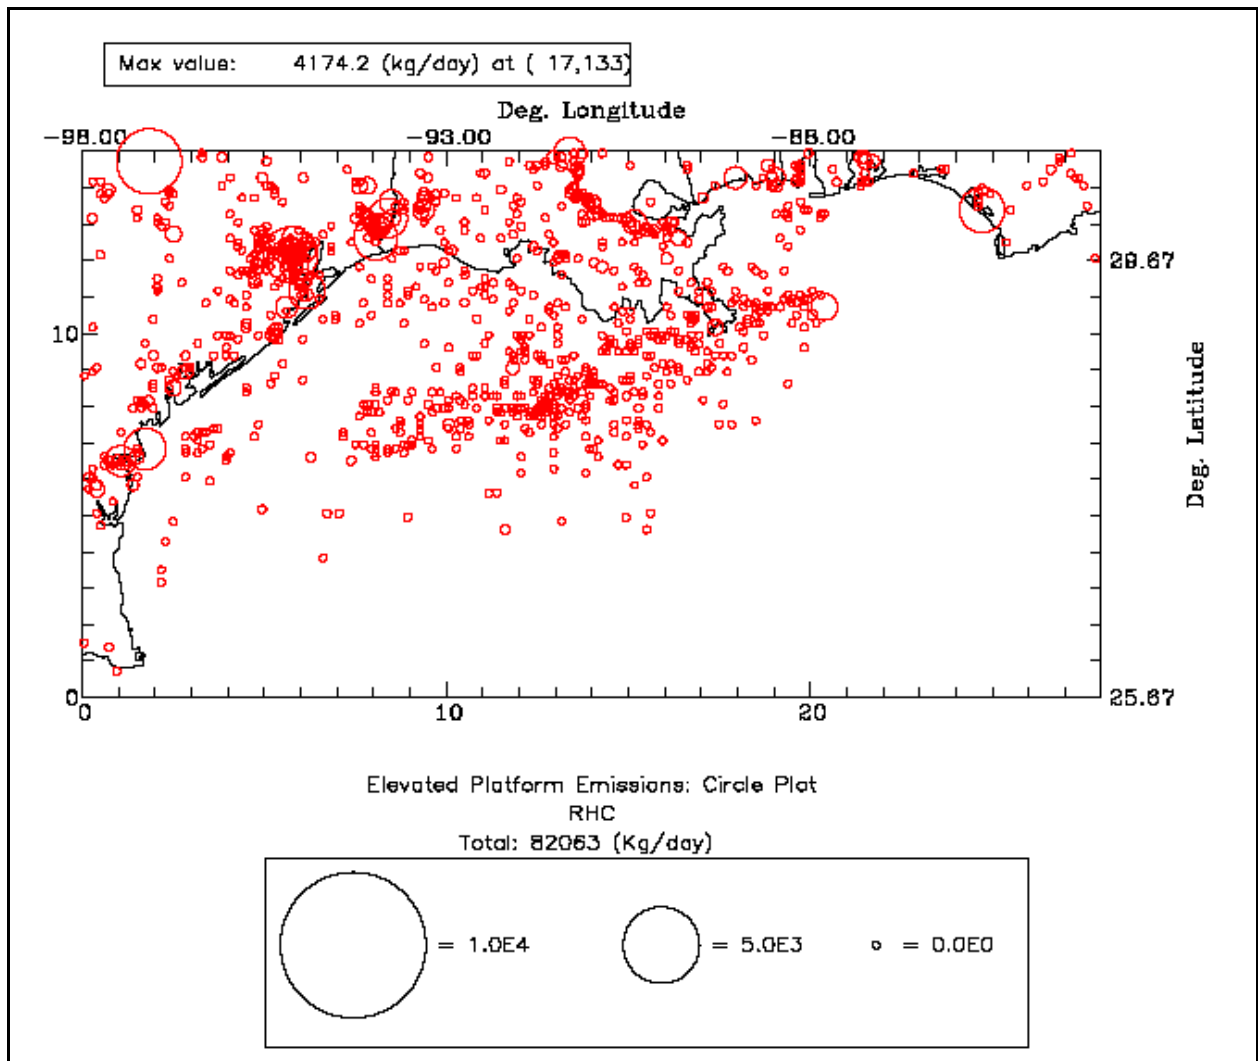 Max value: 4174.2 (kg/day) at ( 17,133)
Deg. Longitude
-98.00 -93.00 -88.00
29.67
10
Deg. Latitude
0 25.67
0 10 20
Elevated Platform Emissions: Circle Plot
RHC
Total: 82063 (Kg/day)
= 1.0E4 = 5.0E3 = 0.0E0